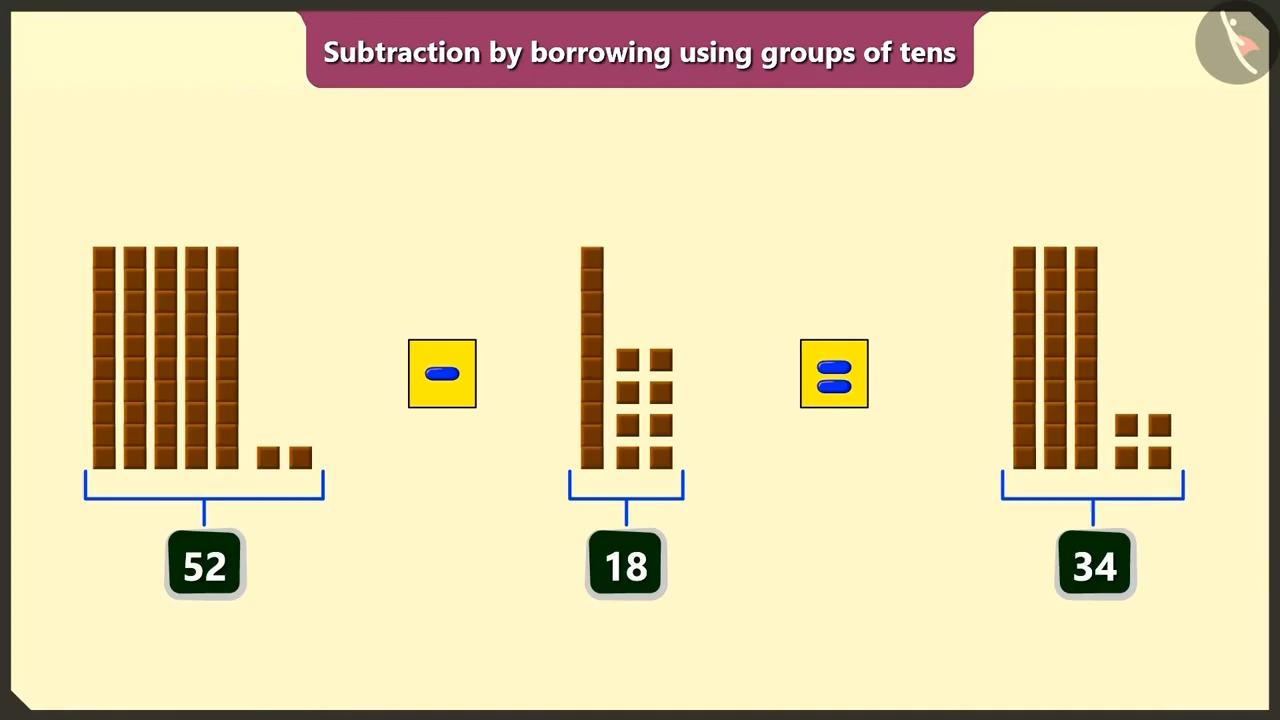 Subtraction by borrowing using groups of tens
- =
52 18 34